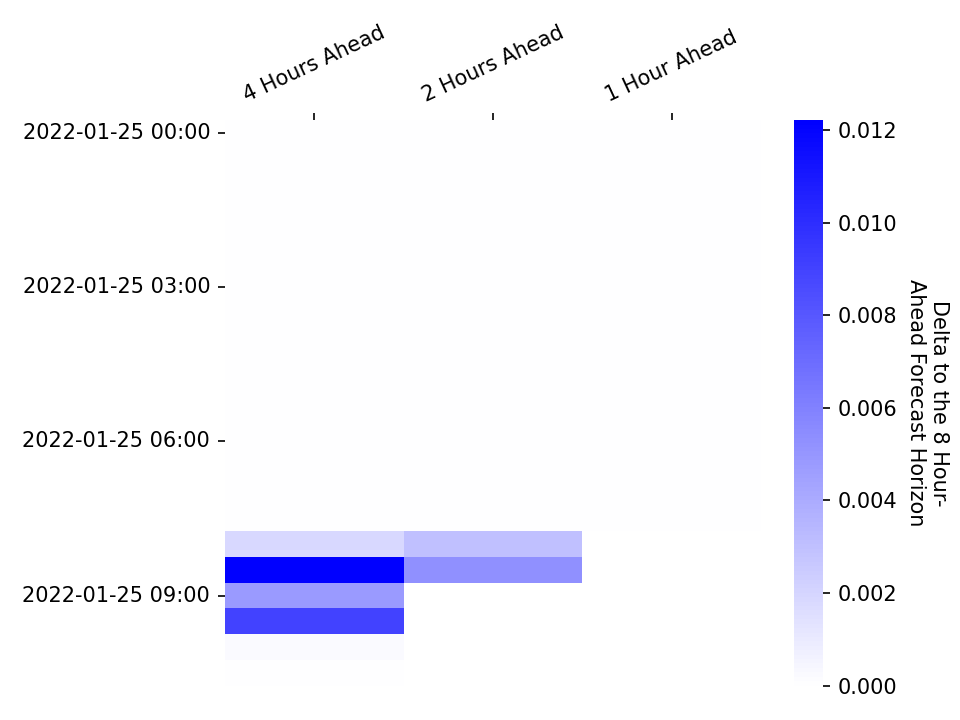 4 Hours Ahead
2 Hours Ahead
1 Hour Ahead
2022-01-25 00:00
2022-01-25 03:00
2022-01-25 06:00
2022-01-25 09:00
0.012
0.010
0.008
0.006
0.004
0.002
0.000
Delta to the 8 Hour-
Ahead Forecast Horizon